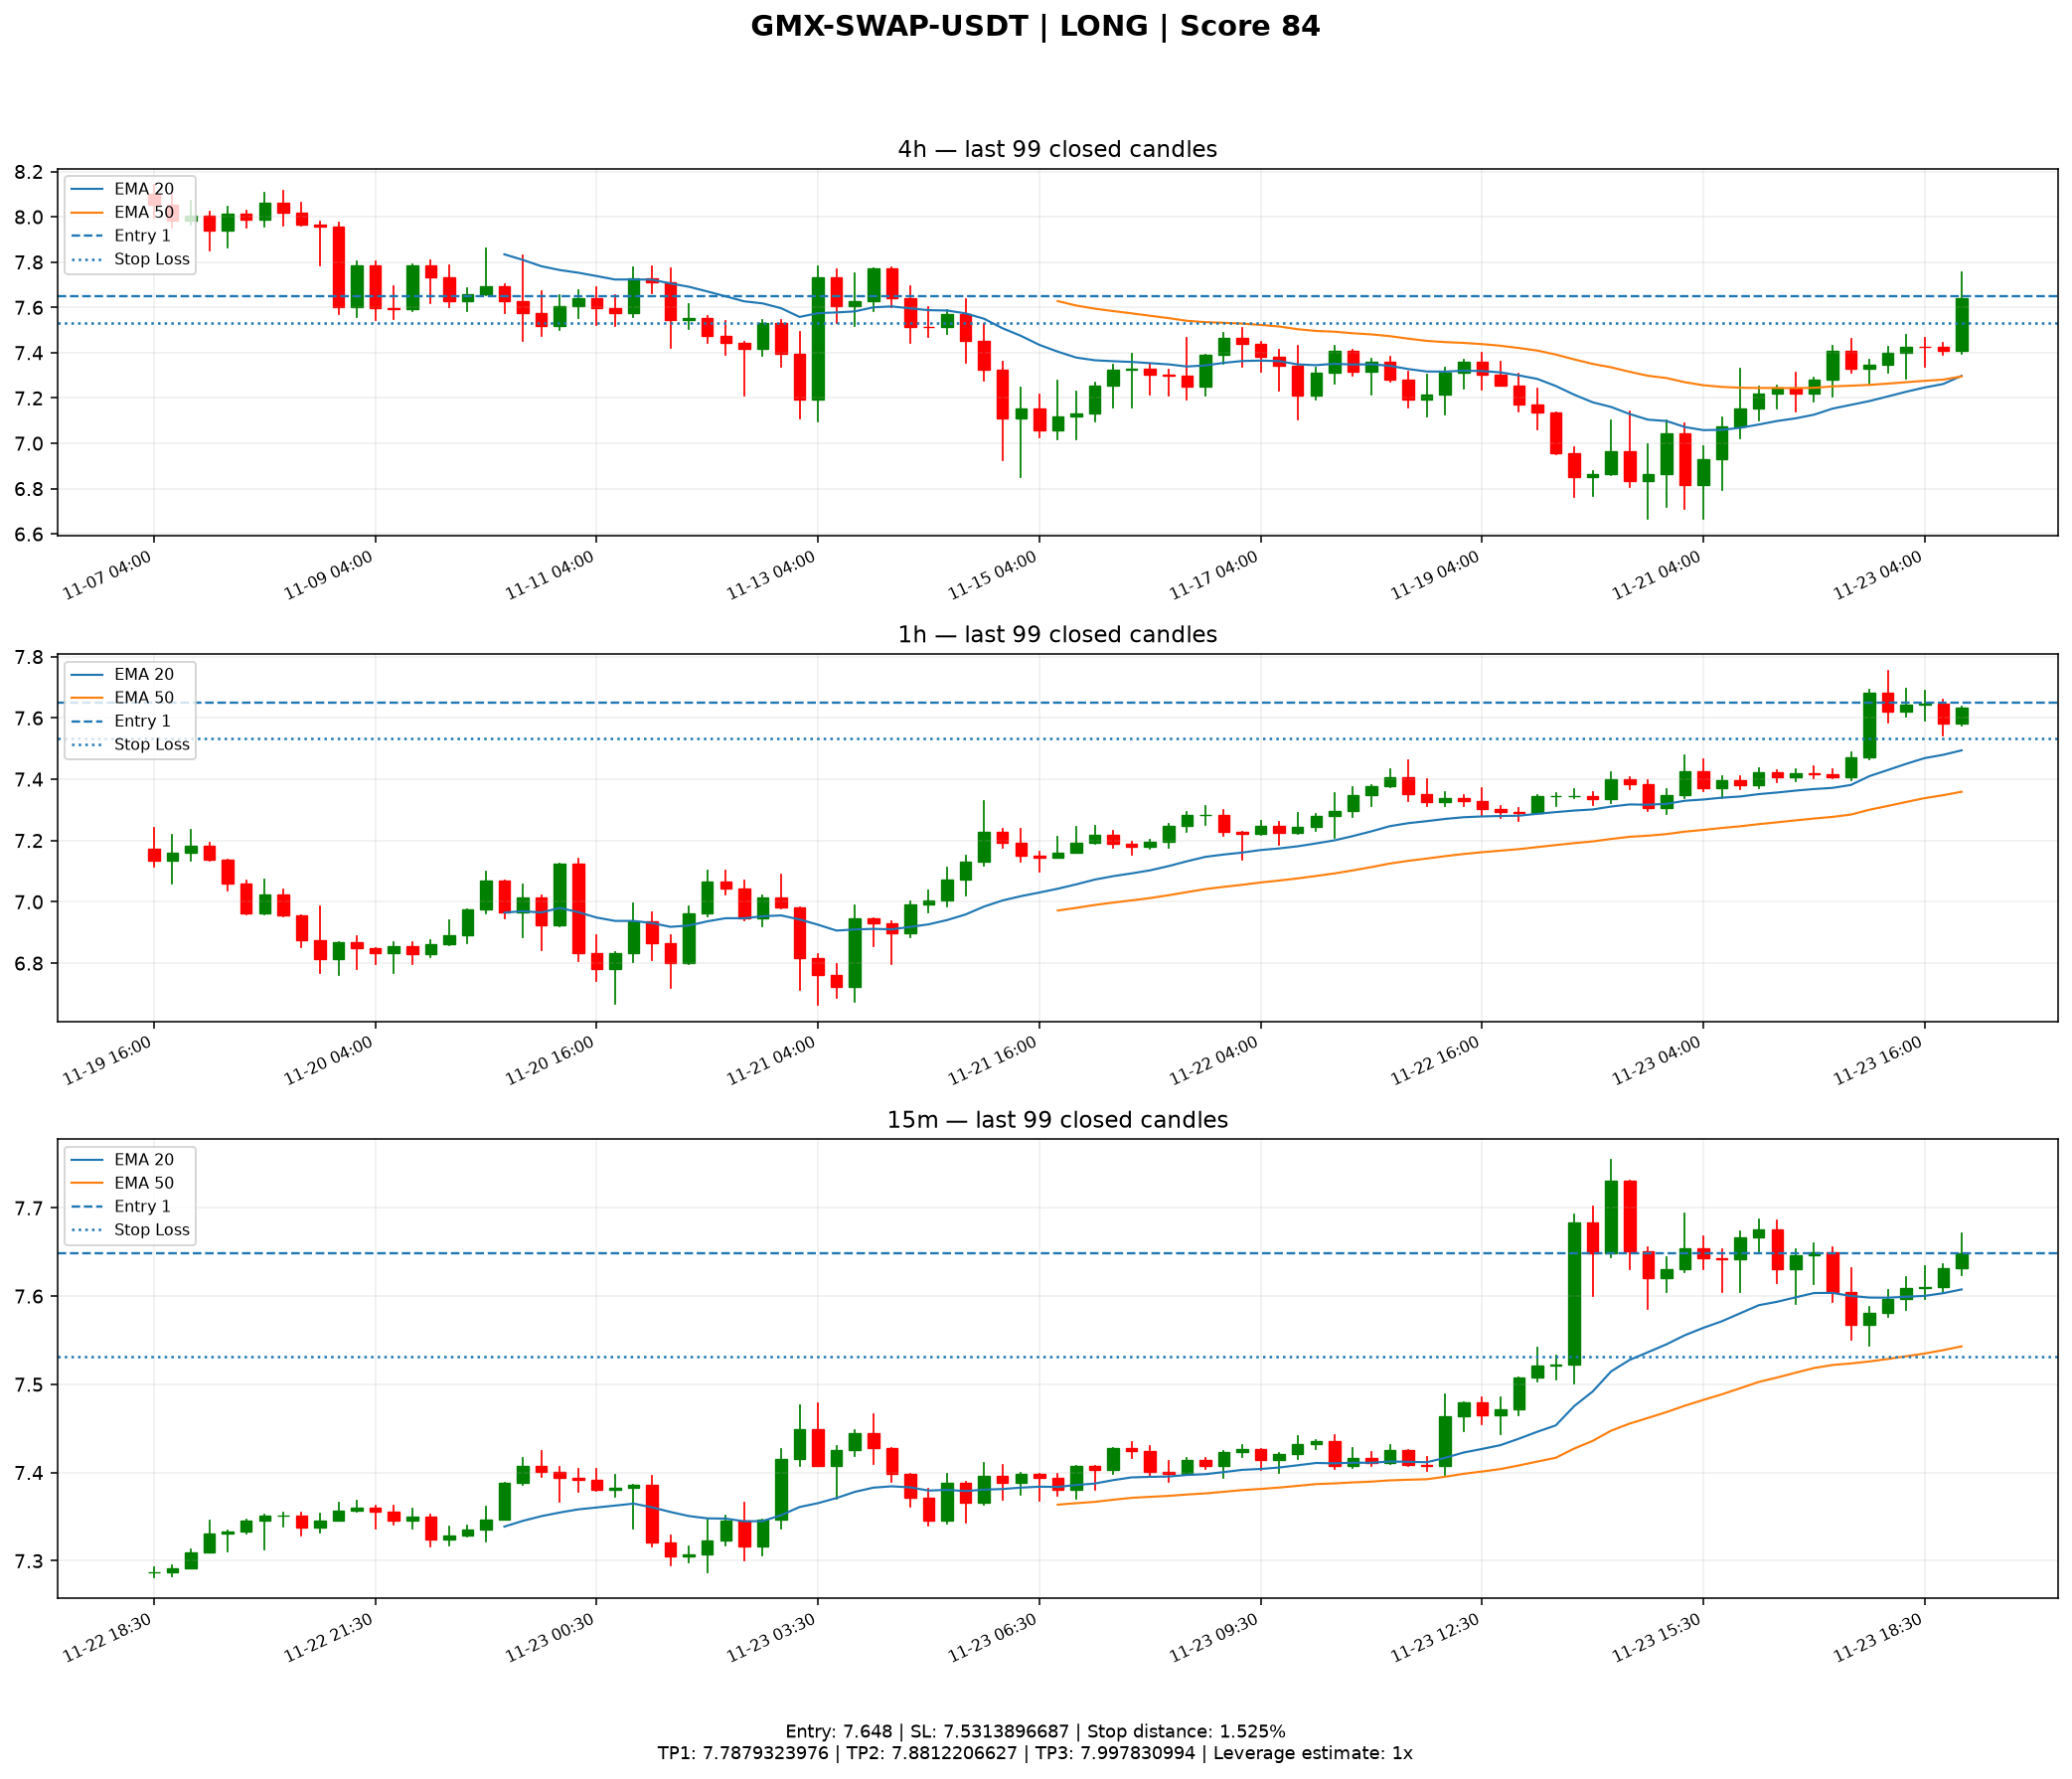 GMX-SWAP-USDT | LONG | Score 84
4h — last 99 closed candles
EMA 20
EMA 50
Entry 1
Stop Loss
8.2
8.0
7.8
7.6
7.4
7.2
7.0
6.8
6.6
11-07 04:00
11-09 04:00
11-11 04:00
11-13 04:00
11-15 04:00
11-17 04:00
11-19 04:00
11-21 04:00
11-23 04:00
1h — last 99 closed candles
EMA 20
EMA 50
Entry 1
Stop Loss
7.8
7.6
7.4
7.2
7.0
6.8
11-19 16:00
11-20 04:00
11-20 16:00
11-21 04:00
11-21 16:00
11-22 04:00
11-22 16:00
11-23 04:00
11-23 16:00
15m — last 99 closed candles
EMA 20
EMA 50
Entry 1
Stop Loss
7.7
7.6
7.5
7.4
7.3
11-22 18:30
11-22 21:30
11-23 00:30
11-23 03:30
11-23 06:30
11-23 09:30
11-23 12:30
11-23 15:30
11-23 18:30
Entry: 7.648 | SL: 7.5313896687 | Stop distance: 1.525%
TP1: 7.7879323976 | TP2: 7.8812206627 | TP3: 7.997830994 | Leverage estimate: 1x